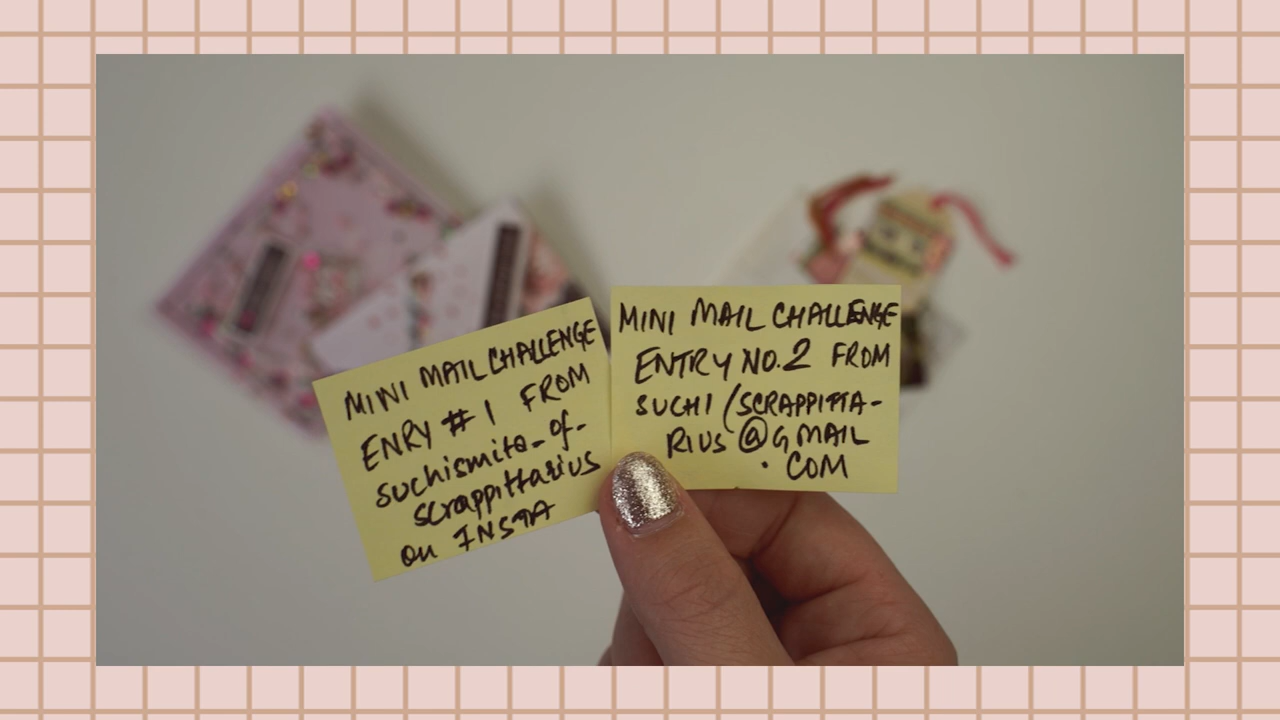 MINI MAIL CHALLENGE
ENRY # 1 FROM
suchismita-of-
scrappittarius
on INSTA
MINI MAIL CHALLENGE
ENTRY NO.2 FROM
SUCHI (SCRAPPITTA-
RIUS @GMAIL
.COM